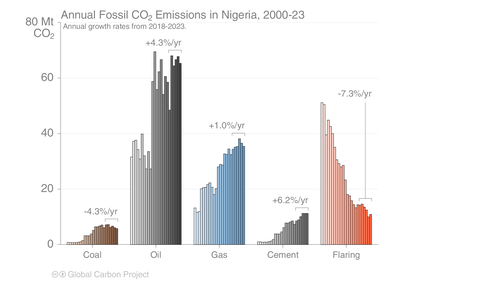 Annual Fossil CO₂ Emissions in Nigeria, 2000-23
Annual growth rates from 2018-2023.
80 Mt
CO₂
60
40
20
0
-4.3%/yr
+4.3%/yr
+1.0%/yr
+6.2%/yr
-7.3%/yr
Coal
Oil
Gas
Cement
Flaring
Global Carbon Project